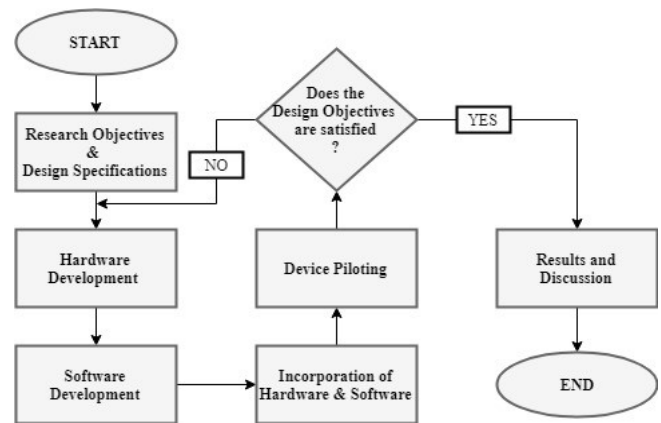 START
Research Objectives
&
Design Specifications
Hardware
Development
Software
Development
Incorporation of
Hardware & Software
Device Piloting
Does the
Design Objectives
are satisfied
?
NO
YES
Results and
Discussion
END